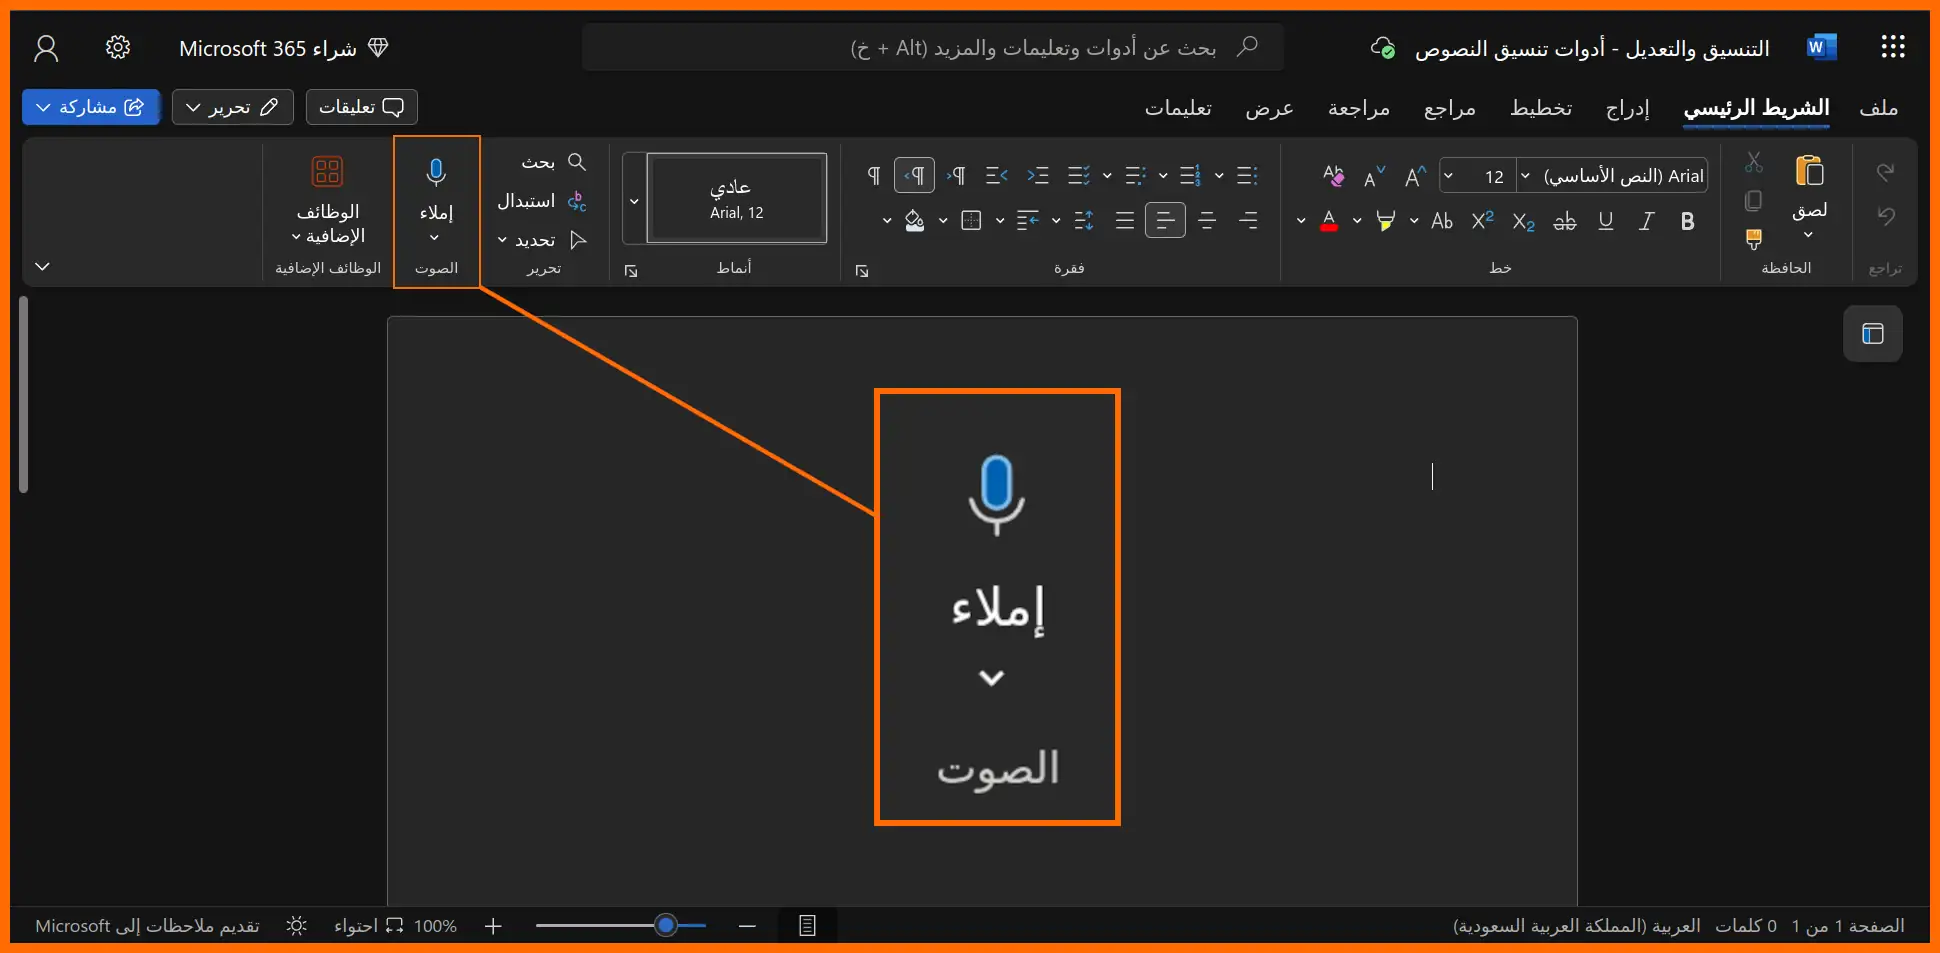 التنسيق والتعديل - أدوات تنسيق النصوص
بحث عن أدوات وتعليمات والمزيد (Alt + خ)
شراء Microsoft 365
ملف
الشريط الرئيسي
إدراج
تخطيط
مراجع
مراجعة
عرض
تعليمات
تعليقات
تحرير
مشاركة
تراجع
لصق
الحافظة
Arial (النص الأساسي)
12
خط
فقرة
عادي
Arial, 12
أنماط
بحث
استبدال
تحديد
تحرير
إملاء
الصوت
الوظائف
الإضافية
الوظائف الإضافية
إملاء
الصوت
الصفحة 1 من 1
0 كلمات
العربية (المملكة العربية السعودية)
100%
احتواء
تقديم ملاحظات إلى Microsoft